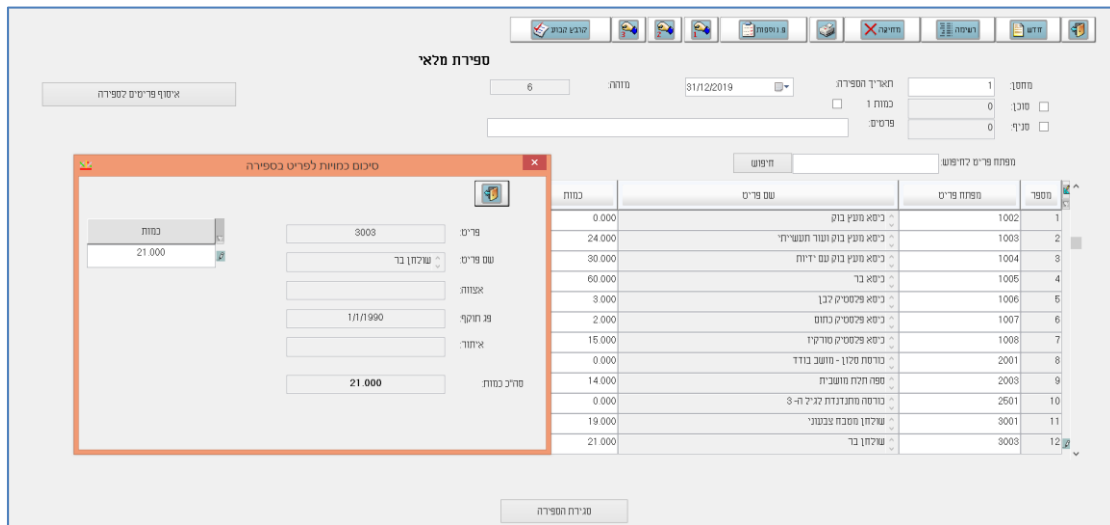 חדש רשימה מחיקה מ.נוספות 1 2 3 קובץ קבוע
ספירת מלאי
מחסן: 1 תאריך הספירה: 31/12/2019 מזהה: 6 איסוף פריטים לספירה
סוכן: 0 כמות 1
סניף: 0 פרטים:
מפתח פריט לחיפוש: חיפוש
מספר מפתח פריט שם פריט כמות
1 1002 כיסא מעץ בוק 0.000
2 1003 כיסא מעץ בוק ועור תעשייתי 24.000
3 1004 כיסא מעץ בוק עם ידיות 30.000
4 1005 כיסא בר 60.000
5 1006 כיסא פלסטיק לבן 3.000
6 1007 כיסא פלסטיק כתום 2.000
7 1008 כיסא פלסטיק טורקיז 15.000
8 2001 כורסת סלון - מושב בודד 0.000
9 2003 ספה תלת מושבית 14.000
10 2501 כורסה מתנדנדת לגיל ה- 3 0.000
11 3001 שולחן מטבח צבעוני 19.000
12 3003 שולחן בר 21.000
סיכום כמויות לפריט בספירה
פריט: 3003 כמות
שם פריט: שולחן בר 21.000
אצווה:
פג תוקף: 1/1/1990
איתור:
סה"כ כמות: 21.000
סגירת הספירה